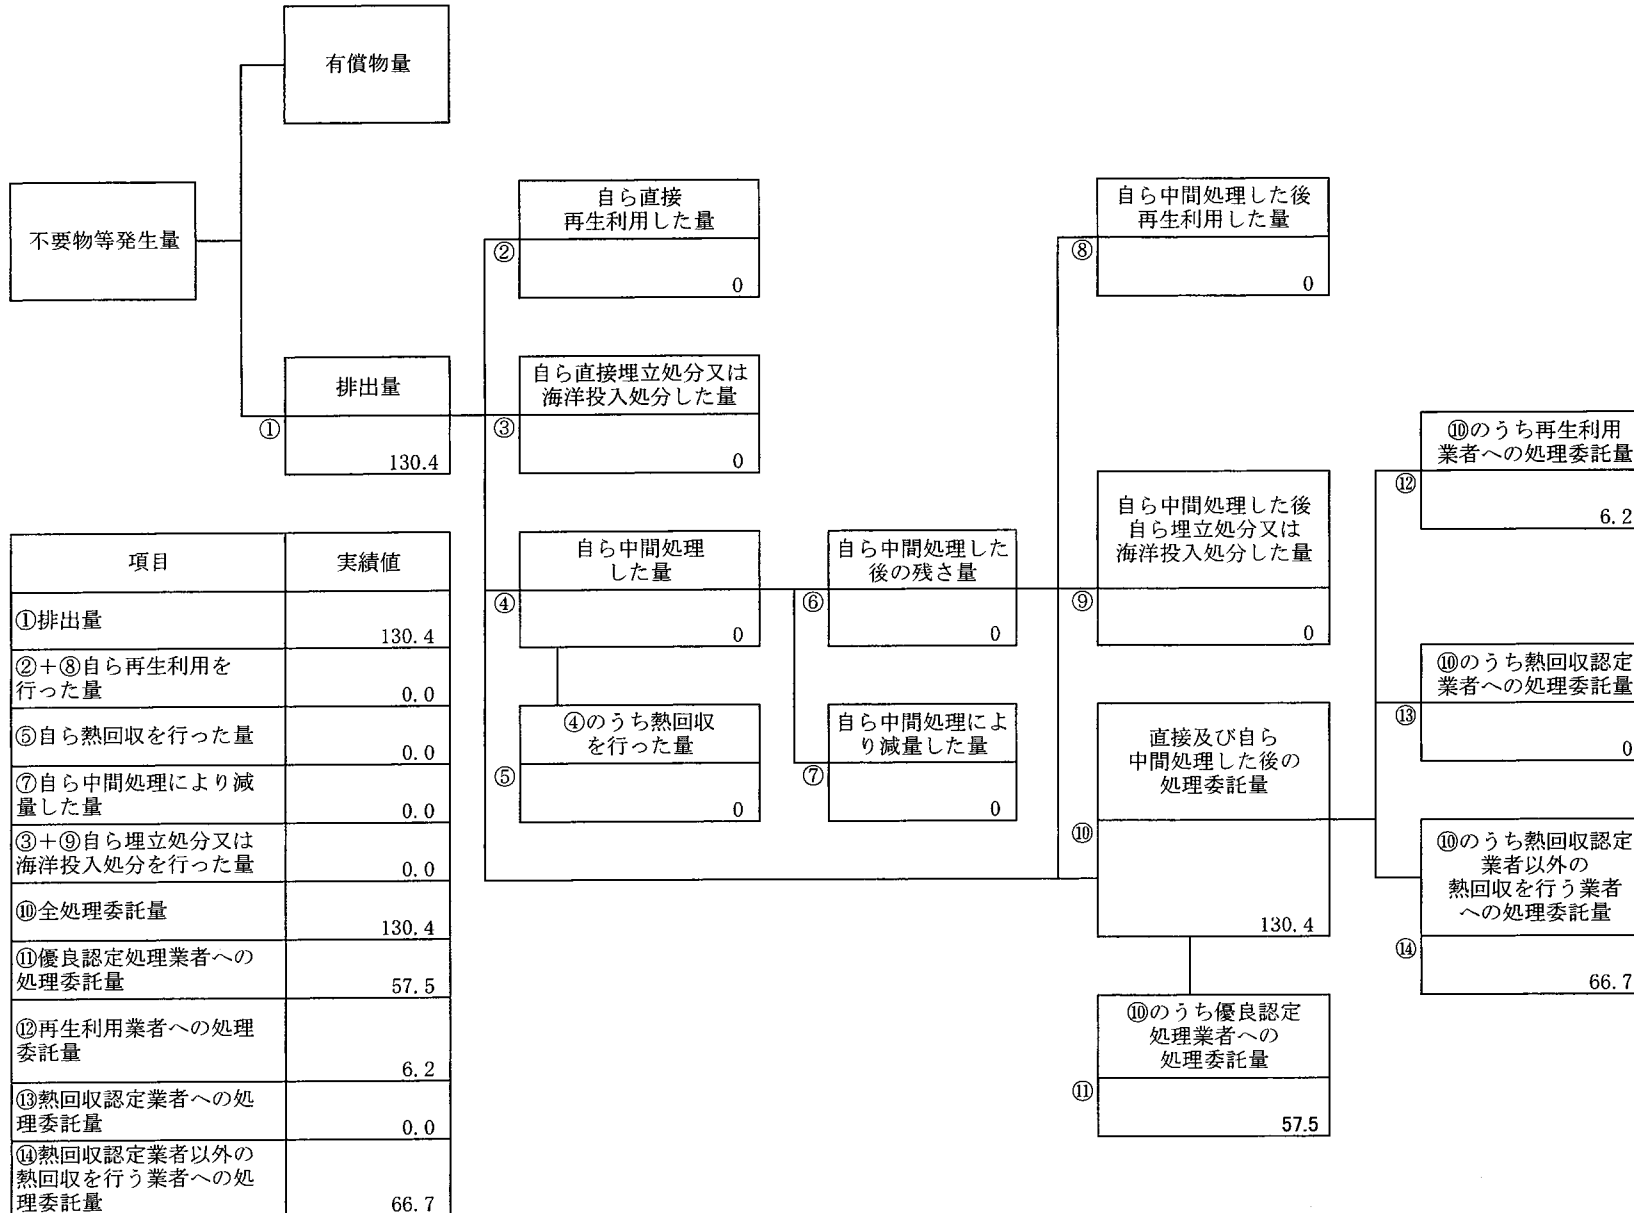 有償物量
不要物等発生量
排出量
①
130.4
自ら直接
再生利用した量
②
0
自ら直接埋立処分又は
海洋投入処分した量
③
0
自ら中間処理
した量
④
0
④のうち熱回収
を行った量
⑤
0
自ら中間処理した
後の残さ量
⑥
0
自ら中間処理によ
り減量した量
⑦
0
自ら中間処理した後
再生利用した量
⑧
0
自ら中間処理した後
自ら埋立処分又は
海洋投入処分した量
⑨
0
直接及び自ら
中間処理した後の
処理委託量
⑩
130.4
⑩のうち優良認定
処理業者への
処理委託量
⑪
57.5
⑩のうち再生利用
業者への処理委託量
⑫
6.2
⑩のうち熱回収認定
業者への処理委託量
⑬
0
⑩のうち熱回収認定
業者以外の
熱回収を行う業者
への処理委託量
⑭
66.7
項目 実績値
①排出量
130.4
②+⑧自ら再生利用を
行った量 0.0
⑤自ら熱回収を行った量
0.0
⑦自ら中間処理により減
量した量 0.0
③+⑨自ら埋立処分又は
海洋投入処分を行った量 0.0
⑩全処理委託量
130.4
⑪優良認定処理業者への
処理委託量 57.5
⑫再生利用業者への処理
委託量
6.2
⑬熱回収認定業者への処
理委託量 0.0
⑭熱回収認定業者以外の
熱回収を行う業者への処
理委託量 66.7